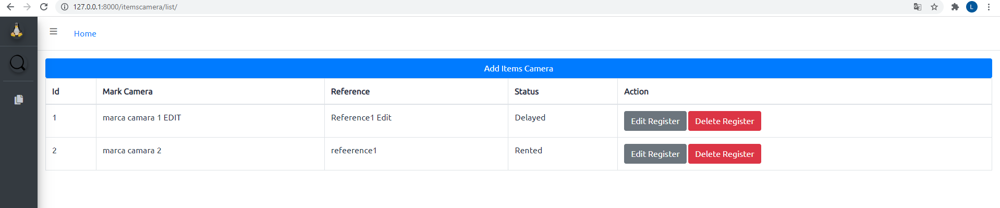 127.0.0.1:8000/itemscamera/list/
L
Home
Add Items Camera
Id Mark Camera Reference Status Action
1 marca camara 1 EDIT Reference1 Edit Delayed Edit Register Delete Register
2 marca camara 2 refeerence1 Rented Edit Register Delete Register